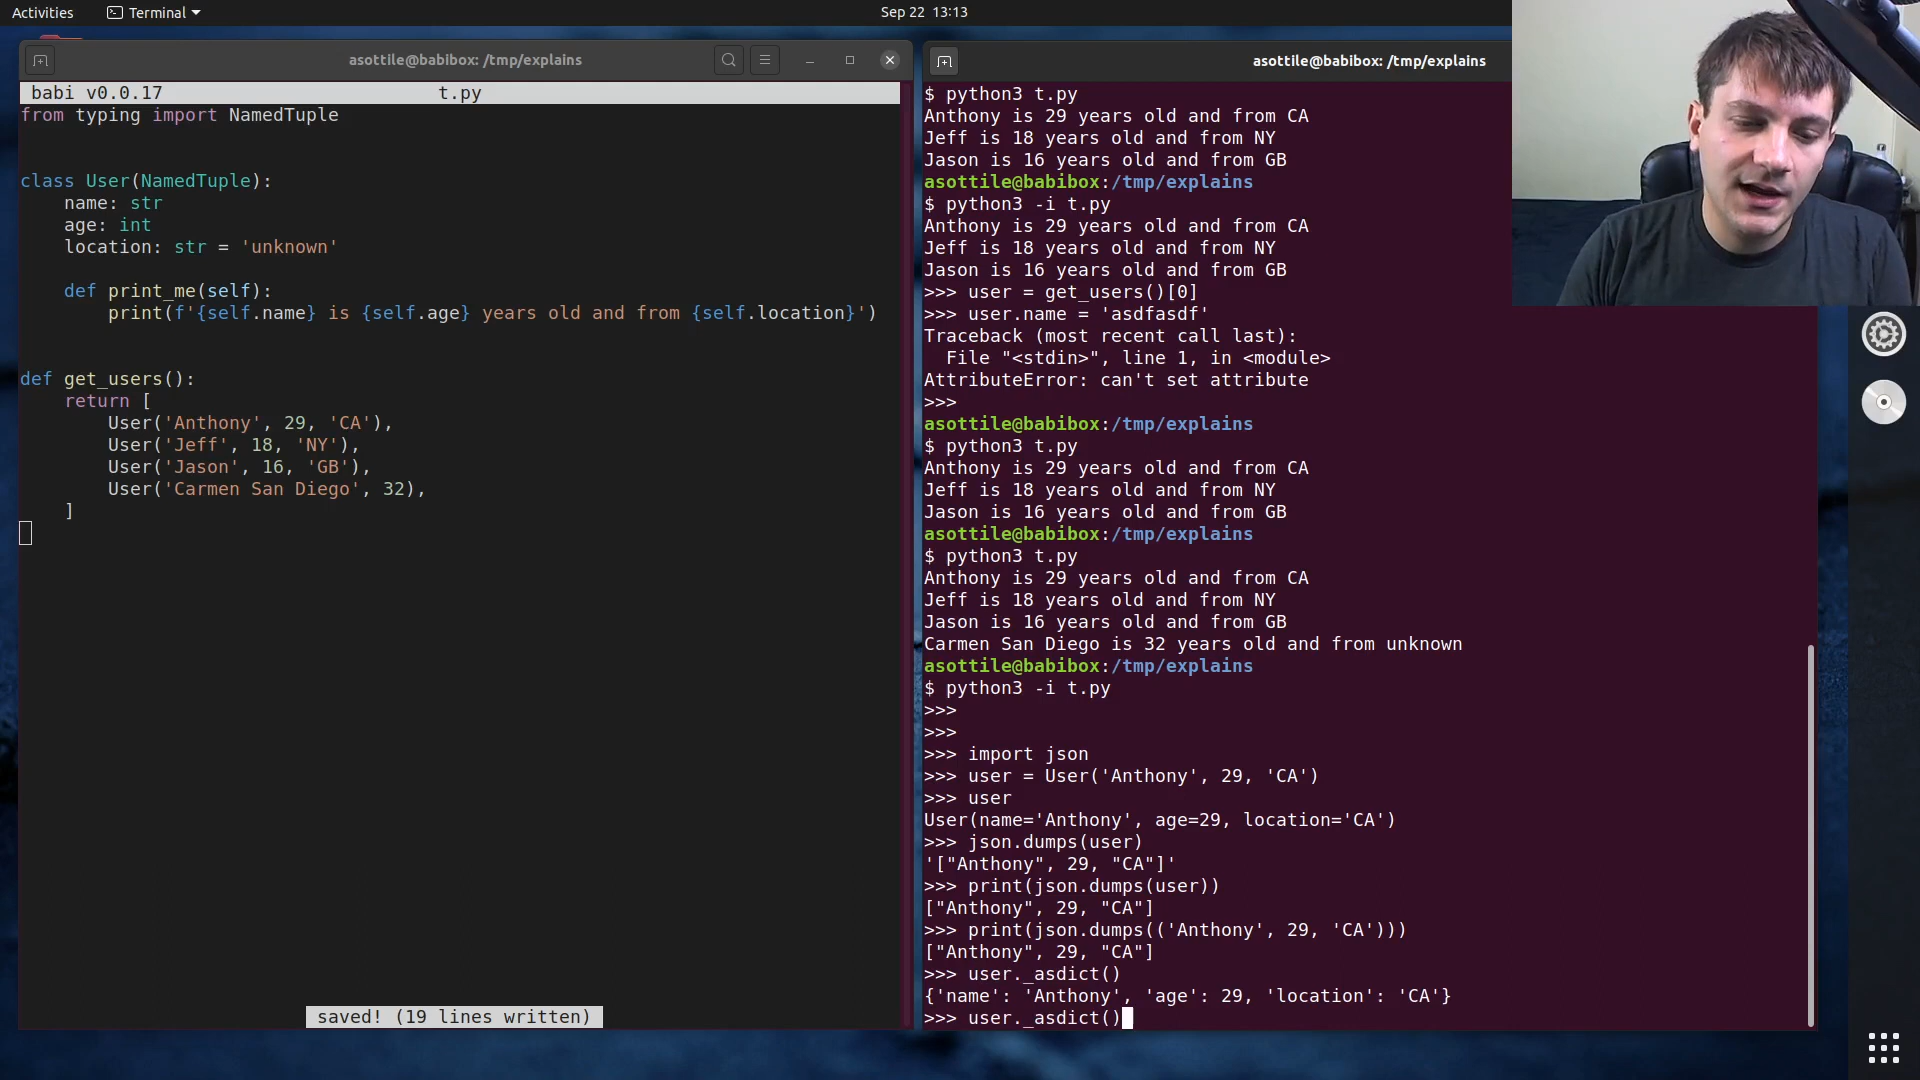 Activities
Terminal
Sep 22 13:13
asottile@babibox: /tmp/explains
babi v0.0.17 t.py
from typing import NamedTuple
class User(NamedTuple):
    name: str
    age: int
    location: str = 'unknown'
    def print_me(self):
        print(f'{self.name} is {self.age} years old and from {self.location}')
def get_users():
    return [
        User('Anthony', 29, 'CA'),
        User('Jeff', 18, 'NY'),
        User('Jason', 16, 'GB'),
        User('Carmen San Diego', 32),
    ]
saved! (19 lines written)
asottile@babibox: /tmp/explains
$ python3 t.py
Anthony is 29 years old and from CA
Jeff is 18 years old and from NY
Jason is 16 years old and from GB
asottile@babibox:/tmp/explains
$ python3 -i t.py
Anthony is 29 years old and from CA
Jeff is 18 years old and from NY
Jason is 16 years old and from GB
>>> user = get_users()[0]
>>> user.name = 'asdfasdf'
Traceback (most recent call last):
  File "<stdin>", line 1, in <module>
AttributeError: can't set attribute
>>>
asottile@babibox:/tmp/explains
$ python3 t.py
Anthony is 29 years old and from CA
Jeff is 18 years old and from NY
Jason is 16 years old and from GB
asottile@babibox:/tmp/explains
$ python3 t.py
Anthony is 29 years old and from CA
Jeff is 18 years old and from NY
Jason is 16 years old and from GB
Carmen San Diego is 32 years old and from unknown
asottile@babibox:/tmp/explains
$ python3 -i t.py
>>>
>>>
>>> import json
>>> user = User('Anthony', 29, 'CA')
>>> user
User(name='Anthony', age=29, location='CA')
>>> json.dumps(user)
'["Anthony", 29, "CA"]'
>>> print(json.dumps(user))
["Anthony", 29, "CA"]
>>> print(json.dumps(('Anthony', 29, 'CA')))
["Anthony", 29, "CA"]
>>> user._asdict()
{'name': 'Anthony', 'age': 29, 'location': 'CA'}
>>> user._asdict()